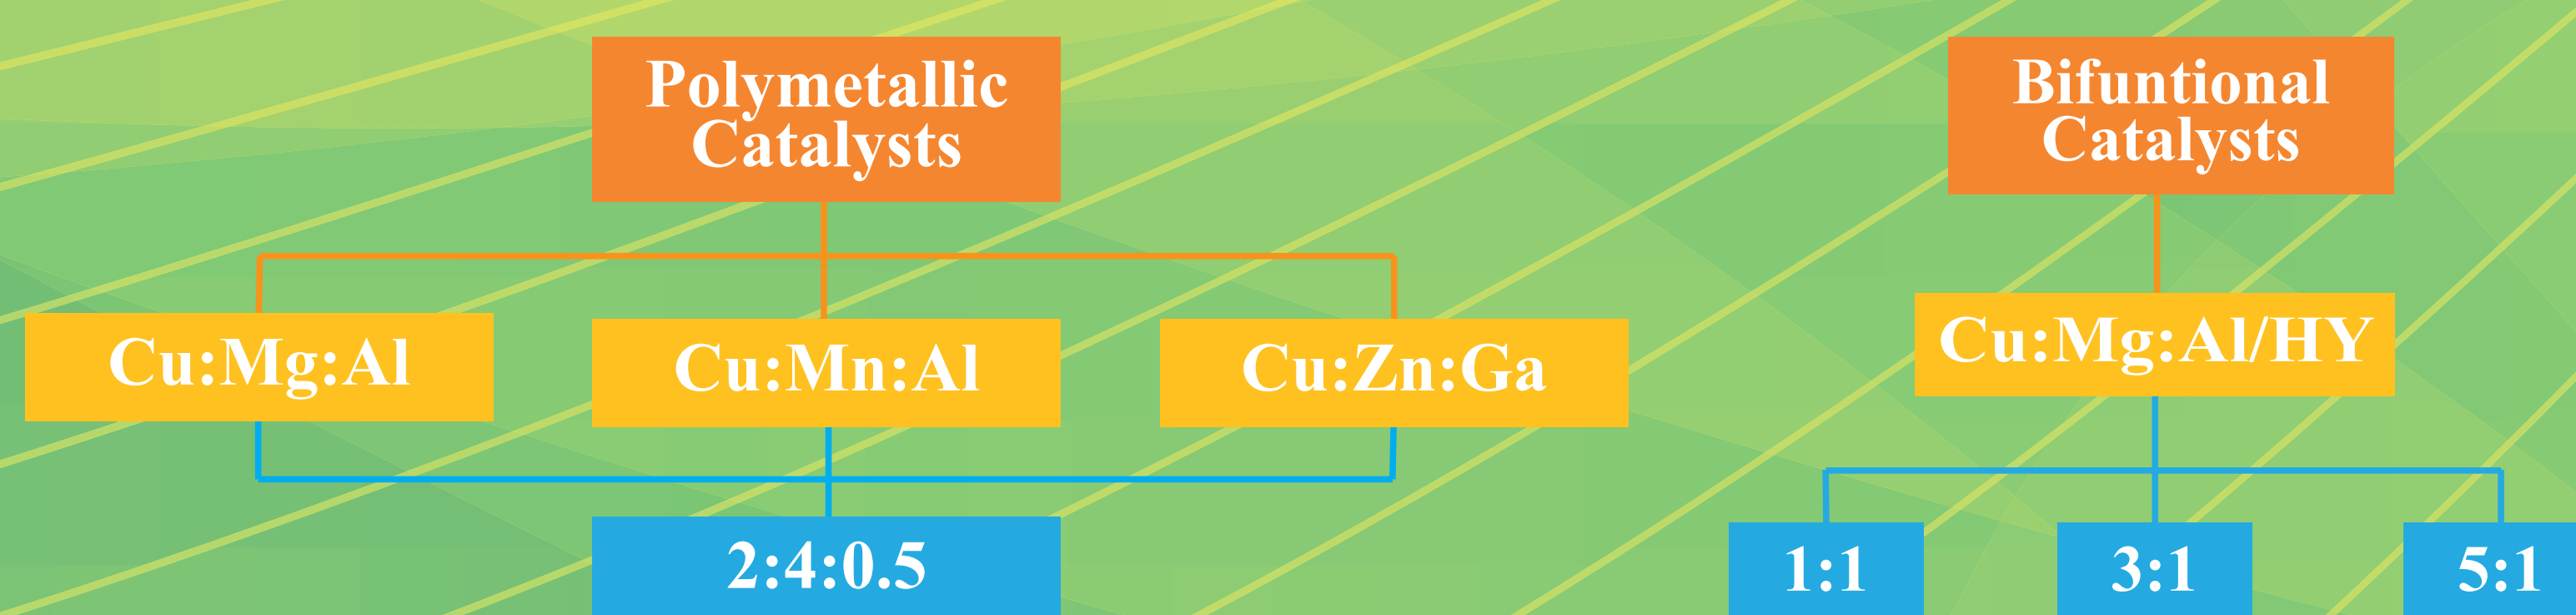 Polymetallic
Catalysts
Bifuntional
Catalysts
Cu:Mg:Al
Cu:Mn:Al
Cu:Zn:Ga
Cu:Mg:Al/HY
2:4:0.5
1:1
3:1
5:1